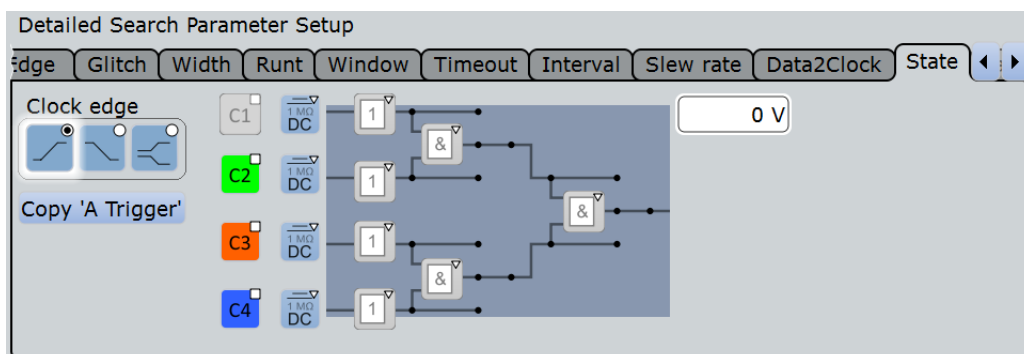 Detailed Search Parameter Setup
Edge Glitch Width Runt Window Timeout Interval Slew rate Data2Clock State
Clock edge
C1 1 MΩ DC 1 0 V
&
C2 1 MΩ DC 1
Copy 'A Trigger'
&
C3 1 MΩ DC 1
&
C4 1 MΩ DC 1